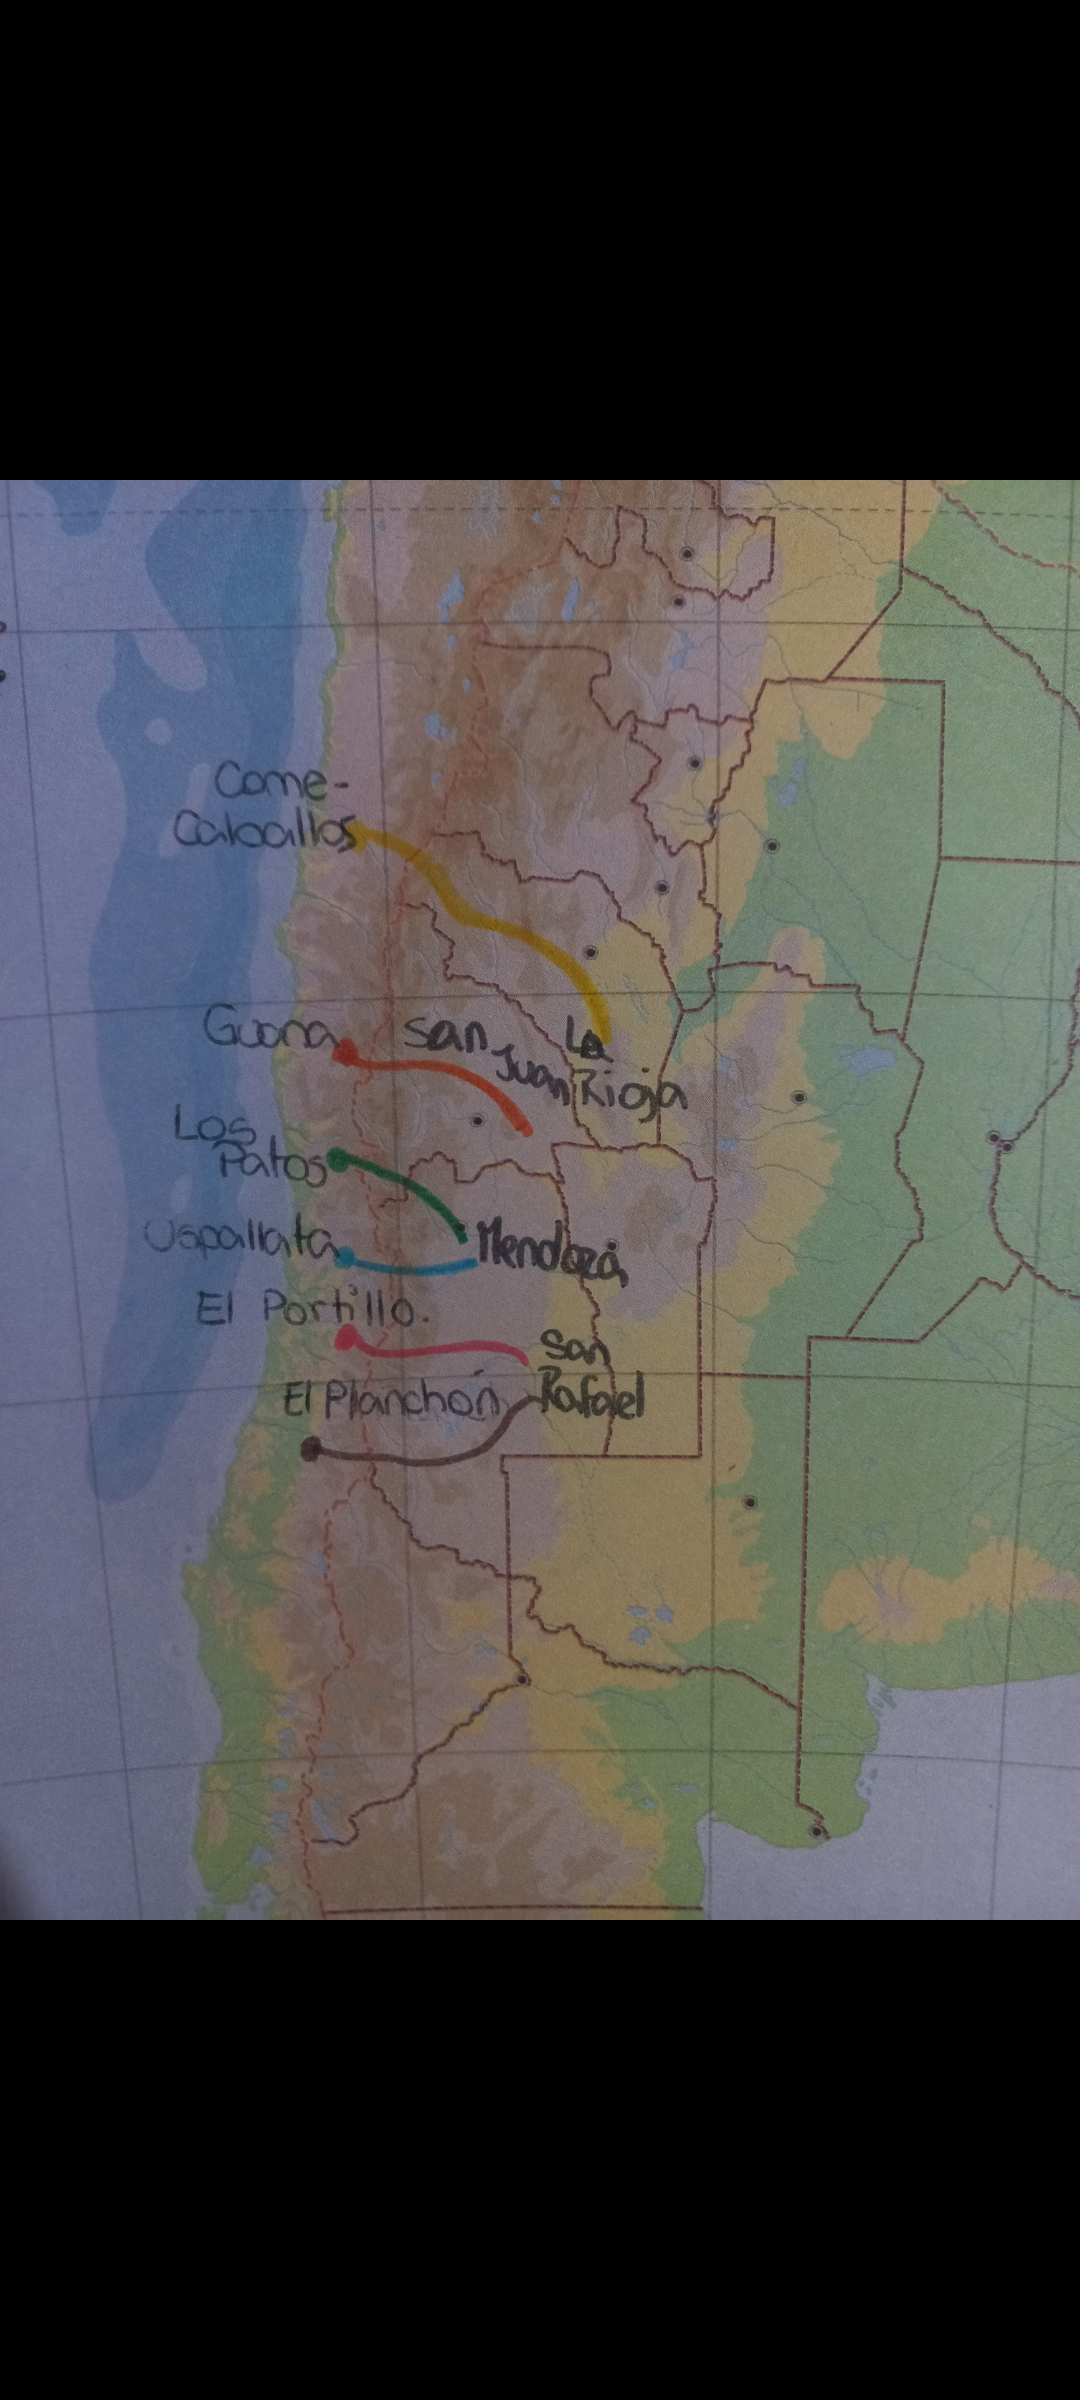 Come-
Caballos
Guana
San
Juan
La
Rioja
Los
Patos
Uspallata
Mendoza
El Portillo.
San
Rafael
El Planchón